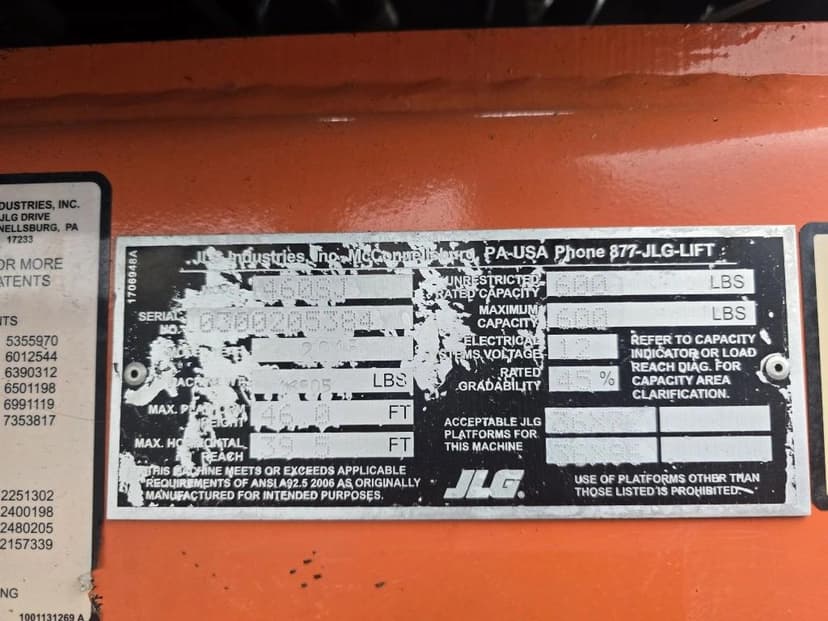 DUSTRIES, INC.
JLG DRIVE
NNELLSBURG, PA
17233
OR MORE
ATENTS
NTS
5355970
6012544
6390312
6501198
6991119
7353817
2251302
2400198
2480205
2157339
NG
1001131269 A
1706948A
JLG Industries, Inc. McConnellsburg, PA-USA Phone 877-JLG-LIFT
460SJ
SERIAL NO. 0300205384
LBS
MAX. PLATFORM HEIGHT 46.0 FT
MAX. HORIZONTAL REACH 39.5 FT
THIS MACHINE MEETS OR EXCEEDS APPLICABLE
REQUIREMENTS OF ANSI A92.5 2006 AS ORIGINALLY
MANUFACTURED FOR INTENDED PURPOSES.
UNRESTRICTED RATED CAPACITY 600 LBS
MAXIMUM CAPACITY 600 LBS
ELECTRICAL STEMS VOLTAGE 12
RATED GRADABILITY 45 %
REFER TO CAPACITY
INDICATOR OR LOAD
REACH DIAG. FOR
CAPACITY AREA
CLARIFICATION.
ACCEPTABLE JLG
PLATFORMS FOR
THIS MACHINE
JLG
USE OF PLATFORMS OTHER THAN
THOSE LISTED IS PROHIBITED.